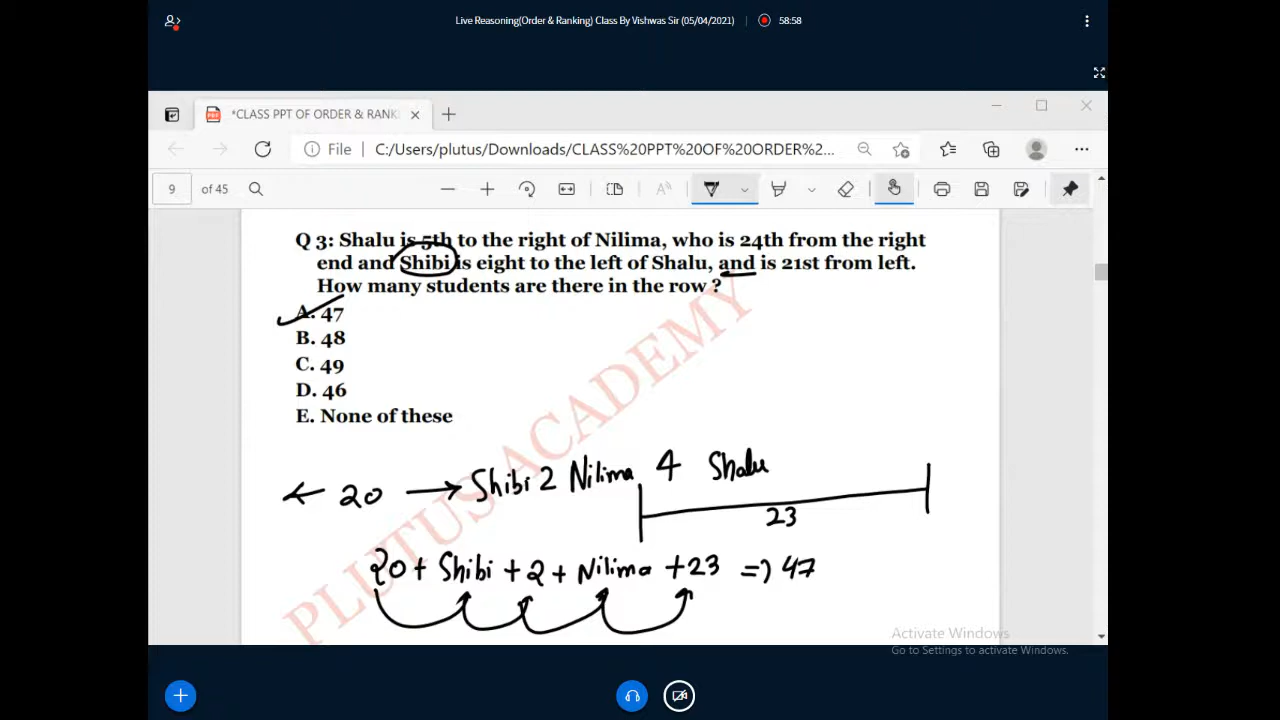 Live Reasoning(Order & Ranking) Class By Vishwas Sir (05/04/2021) 58:58
*CLASS PPT OF ORDER & RANKI
File C:/Users/plutus/Downloads/CLASS%20PPT%20OF%20ORDER%2...
9 of 45
Q 3: Shalu is 5th to the right of Nilima, who is 24th from the right
end and Shibi is eight to the left of Shalu, and is 21st from left.
How many students are there in the row ?
A. 47
B. 48
C. 49
D. 46
E. None of these
20 Shibi 2 Nilima 4 Shalu
23
20 + Shibi + 2 + Nilima + 23 => 47
PLUTUS ACADEMY
Activate Windows
Go to Settings to activate Windows.